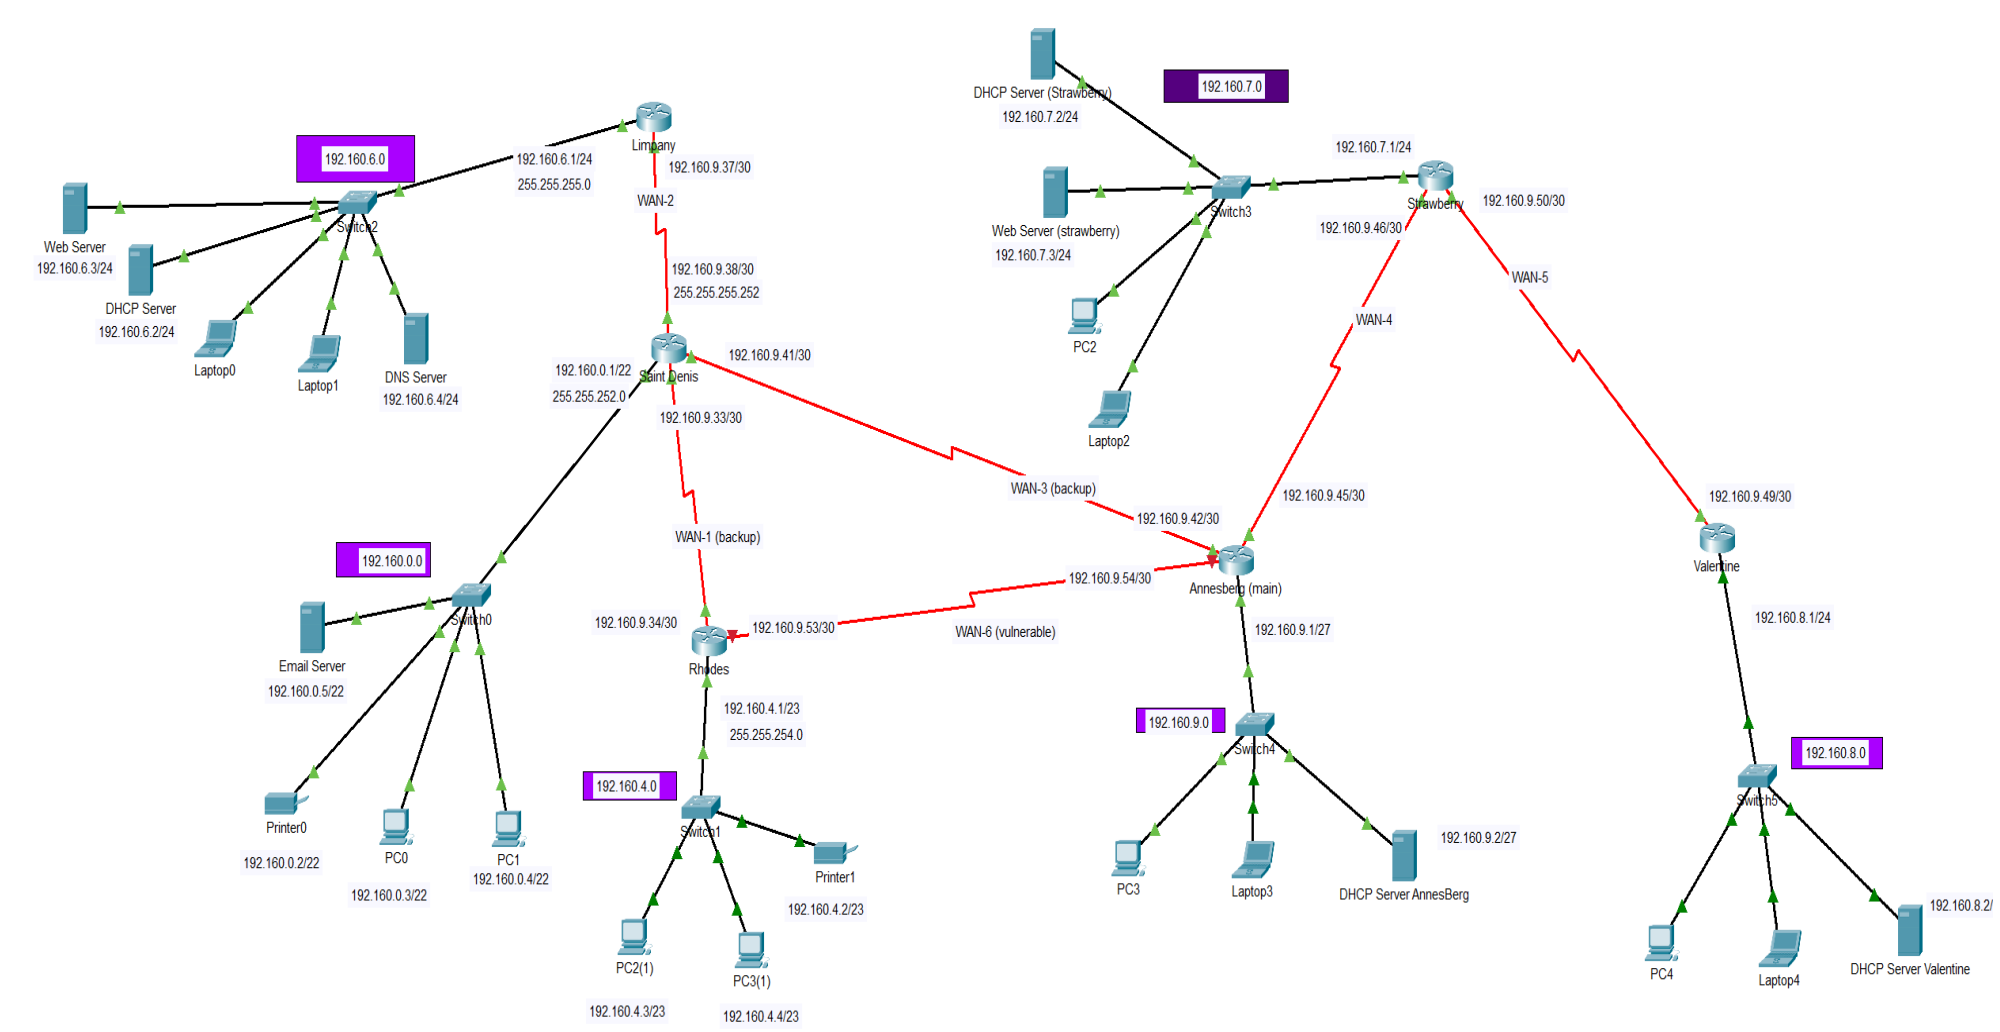 DHCP Server (Strawberry)
192.160.7.2/24
192.160.7.0
Limpany
192.160.9.37/30
WAN-2
192.160.6.1/24
255.255.255.0
192.160.6.0
Switch2
Web Server
192.160.6.3/24
DHCP Server
192.160.6.2/24
Laptop0
Laptop1
DNS Server
192.160.6.4/24
192.160.7.1/24
Strawberry
192.160.9.50/30
192.160.9.46/30
Switch3
Web Server (strawberry)
192.160.7.3/24
PC2
Laptop2
WAN-5
WAN-4
192.160.9.38/30
255.255.255.252
Saint Denis
192.160.9.41/30
192.160.0.1/22
255.255.252.0
192.160.9.33/30
WAN-3 (backup)
192.160.9.42/30
192.160.9.45/30
192.160.9.49/30
Valentine
WAN-1 (backup)
192.160.0.0
Switch0
Email Server
192.160.0.5/22
Printer0
192.160.0.2/22
PC0
192.160.0.3/22
PC1
192.160.0.4/22
192.160.9.34/30
192.160.9.53/30
192.160.9.54/30
WAN-6 (vulnerable)
Annesberg (main)
Rhodes
192.160.4.1/23
255.255.254.0
192.160.4.0
Switch1
Printer1
192.160.4.2/23
PC2(1)
192.160.4.3/23
PC3(1)
192.160.4.4/23
192.160.9.1/27
192.160.9.0
Switch4
PC3
Laptop3
192.160.9.2/27
DHCP Server AnnesBerg
192.160.8.1/24
192.160.8.0
Switch5
PC4
Laptop4
192.160.8.2/
DHCP Server Valentine